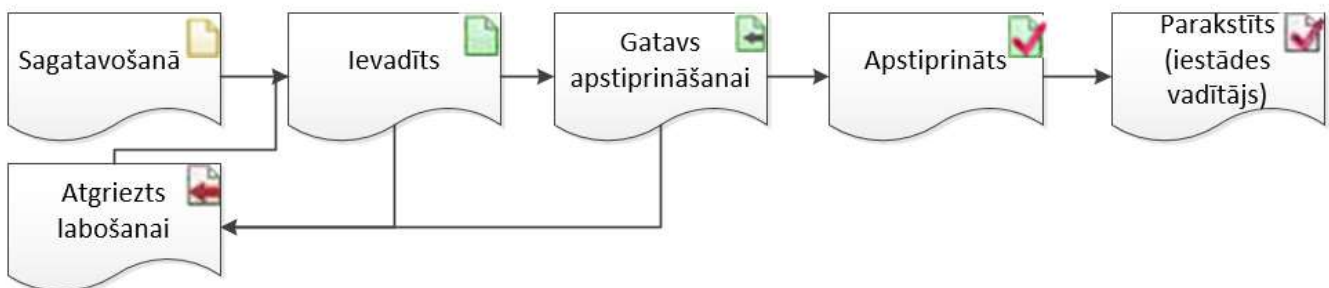 Sagatavošanā
Ievadīts
Gatavs
apstiprināšanai
Apstiprināts
Parakstīts
(iestādes
vadītājs)
Atgriezts
labošanai